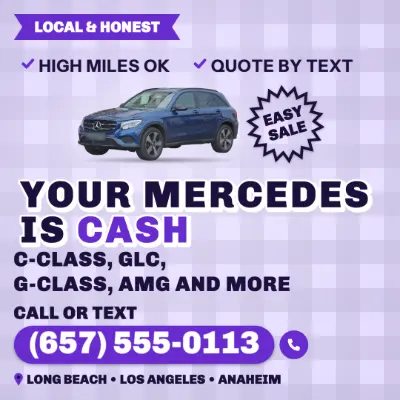 LOCAL & HONEST
HIGH MILES OK
QUOTE BY TEXT
EASY
SALE
YOUR MERCEDES
IS CASH
C-CLASS, GLC,
G-CLASS, AMG AND MORE
CALL OR TEXT
(657) 555-0113
LONG BEACH • LOS ANGELES • ANAHEIM